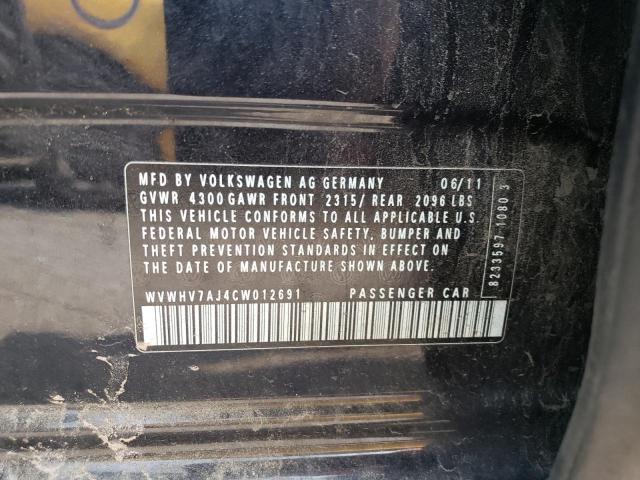 MFD BY VOLKSWAGEN AG GERMANY 06/11
GVWR 4300 GAWR FRONT 2315/ REAR 2096 LBS
THIS VEHICLE CONFORMS TO ALL APPLICABLE U.S.
FEDERAL MOTOR VEHICLE SAFETY, BUMPER AND
THEFT PREVENTION STANDARDS IN EFFECT ON
THE DATE OF MANUFACTURE SHOWN ABOVE.
WVWHV7AJ4CW012691 PASSENGER CAR
8233597 1080 3